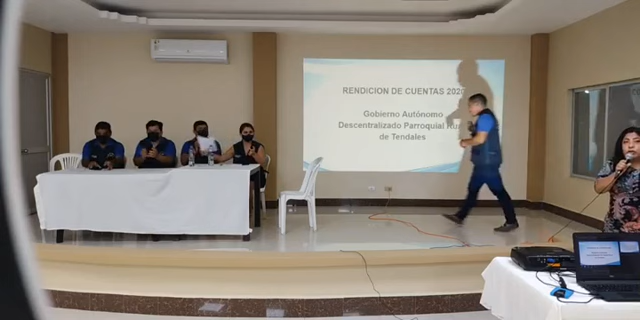 RENDICION DE CUENTAS 2020
Gobierno Autónomo
Descentralizado Parroquial
de Tendales